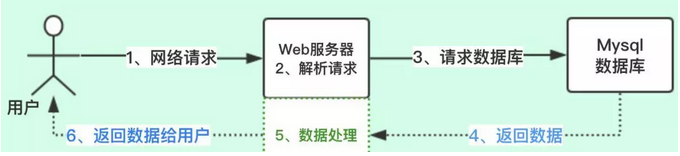 1、网络请求
Web服务器
2、解析请求
3、请求数据库
Mysql
数据库
用户
6、返回数据给用户
5、数据处理
4、返回数据